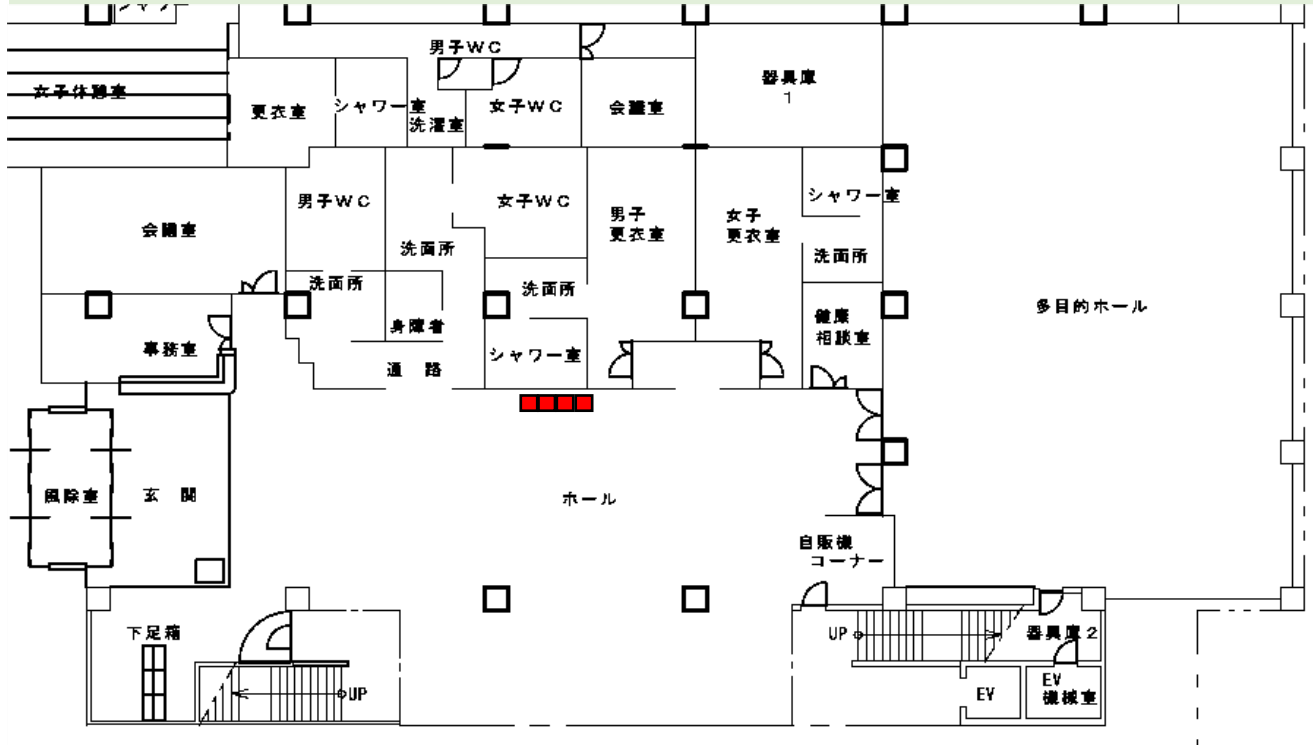 シャワー
男子ＷＣ
器具庫
1
女子休憩室
更衣室
シャワー室
洗濯室
女子ＷＣ
会議室
男子ＷＣ
女子ＷＣ
男子
更衣室
女子
更衣室
シャワー室
会議室
洗面所
洗面所
洗面所
洗面所
多目的ホール
身障者
健康
相談室
事務室
シャワー室
通　路
風除室
玄　関
ホール
自販機
コーナー
下足箱
UP
器具庫２
UP
EV
EV
機械室